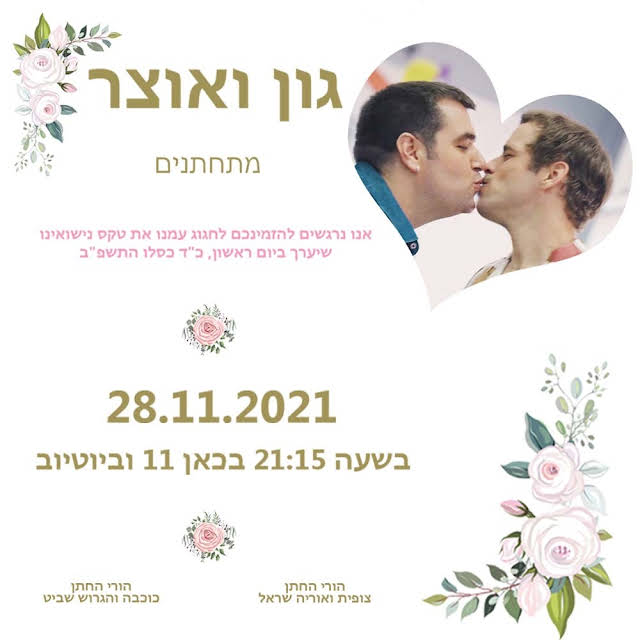 גון ואוצר
מתחתנים
אנו נרגשים להזמינכם לחגוג עמנו את טקס נישואינו
שיערך ביום ראשון, כ"ד כסלו התשפ"ב
28.11.2021
בשעה 21:15 בכאן 11 וביוטיוב
הורי החתן
צופית ואוריה שראל
הורי החתן
כוכבה והגרוש שביט